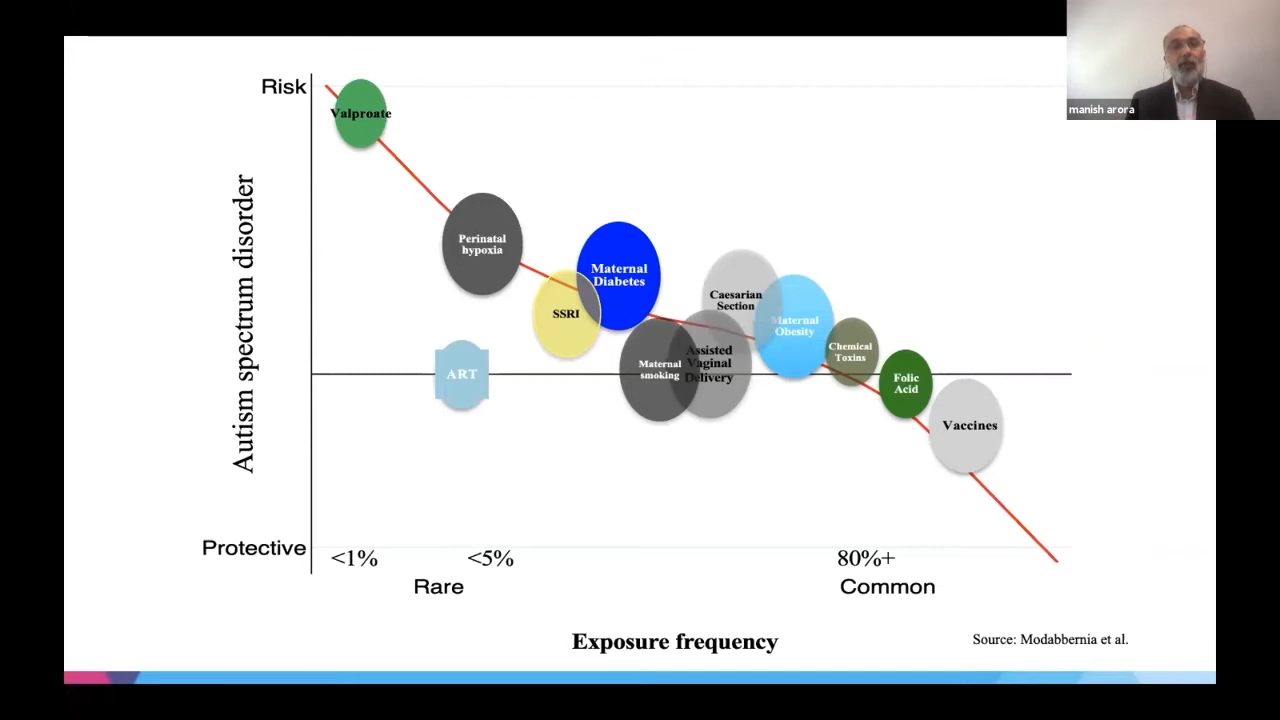 manish arora
Risk
Valproate
Perinatal
hypoxia
Maternal
Diabetes
SSRI
Caesarian
Section
Maternal
Obesity
Assisted
Vaginal
Delivery
Maternal
smoking
Chemical
Toxins
ART
Folic
Acid
Vaccines
Autism spectrum disorder
Protective
<1%
<5%
80%+
Rare
Common
Exposure frequency
Source: Modabbernia et al.